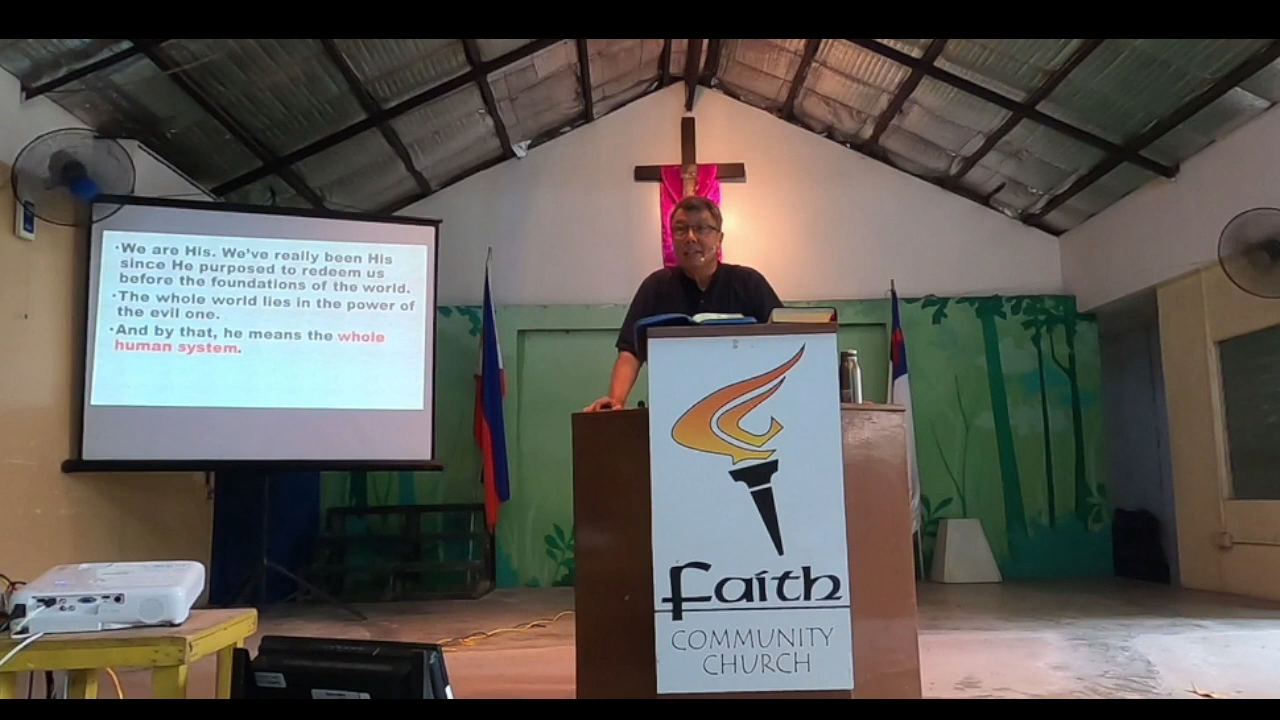 ·We are His. We've really been His
since He purposed to redeem us
before the foundations of the world.
·The whole world lies in the power of
the evil one.
·And by that, he means the whole
human system.
Faith
COMMUNITY
CHURCH